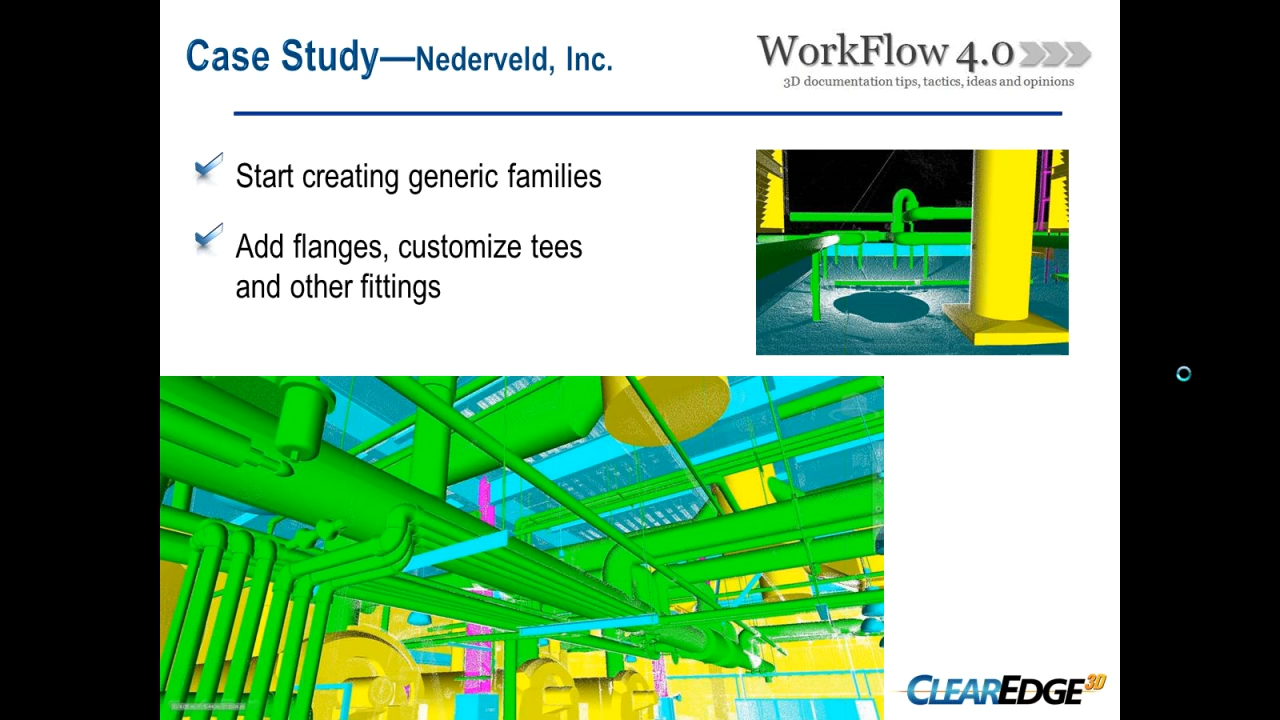 Case Study—Nederveld, Inc.
WorkFlow 4.0
3D documentation tips, tactics, ideas and opinions
Start creating generic families
Add flanges, customize tees
and other fittings
CLEAREDGE3D